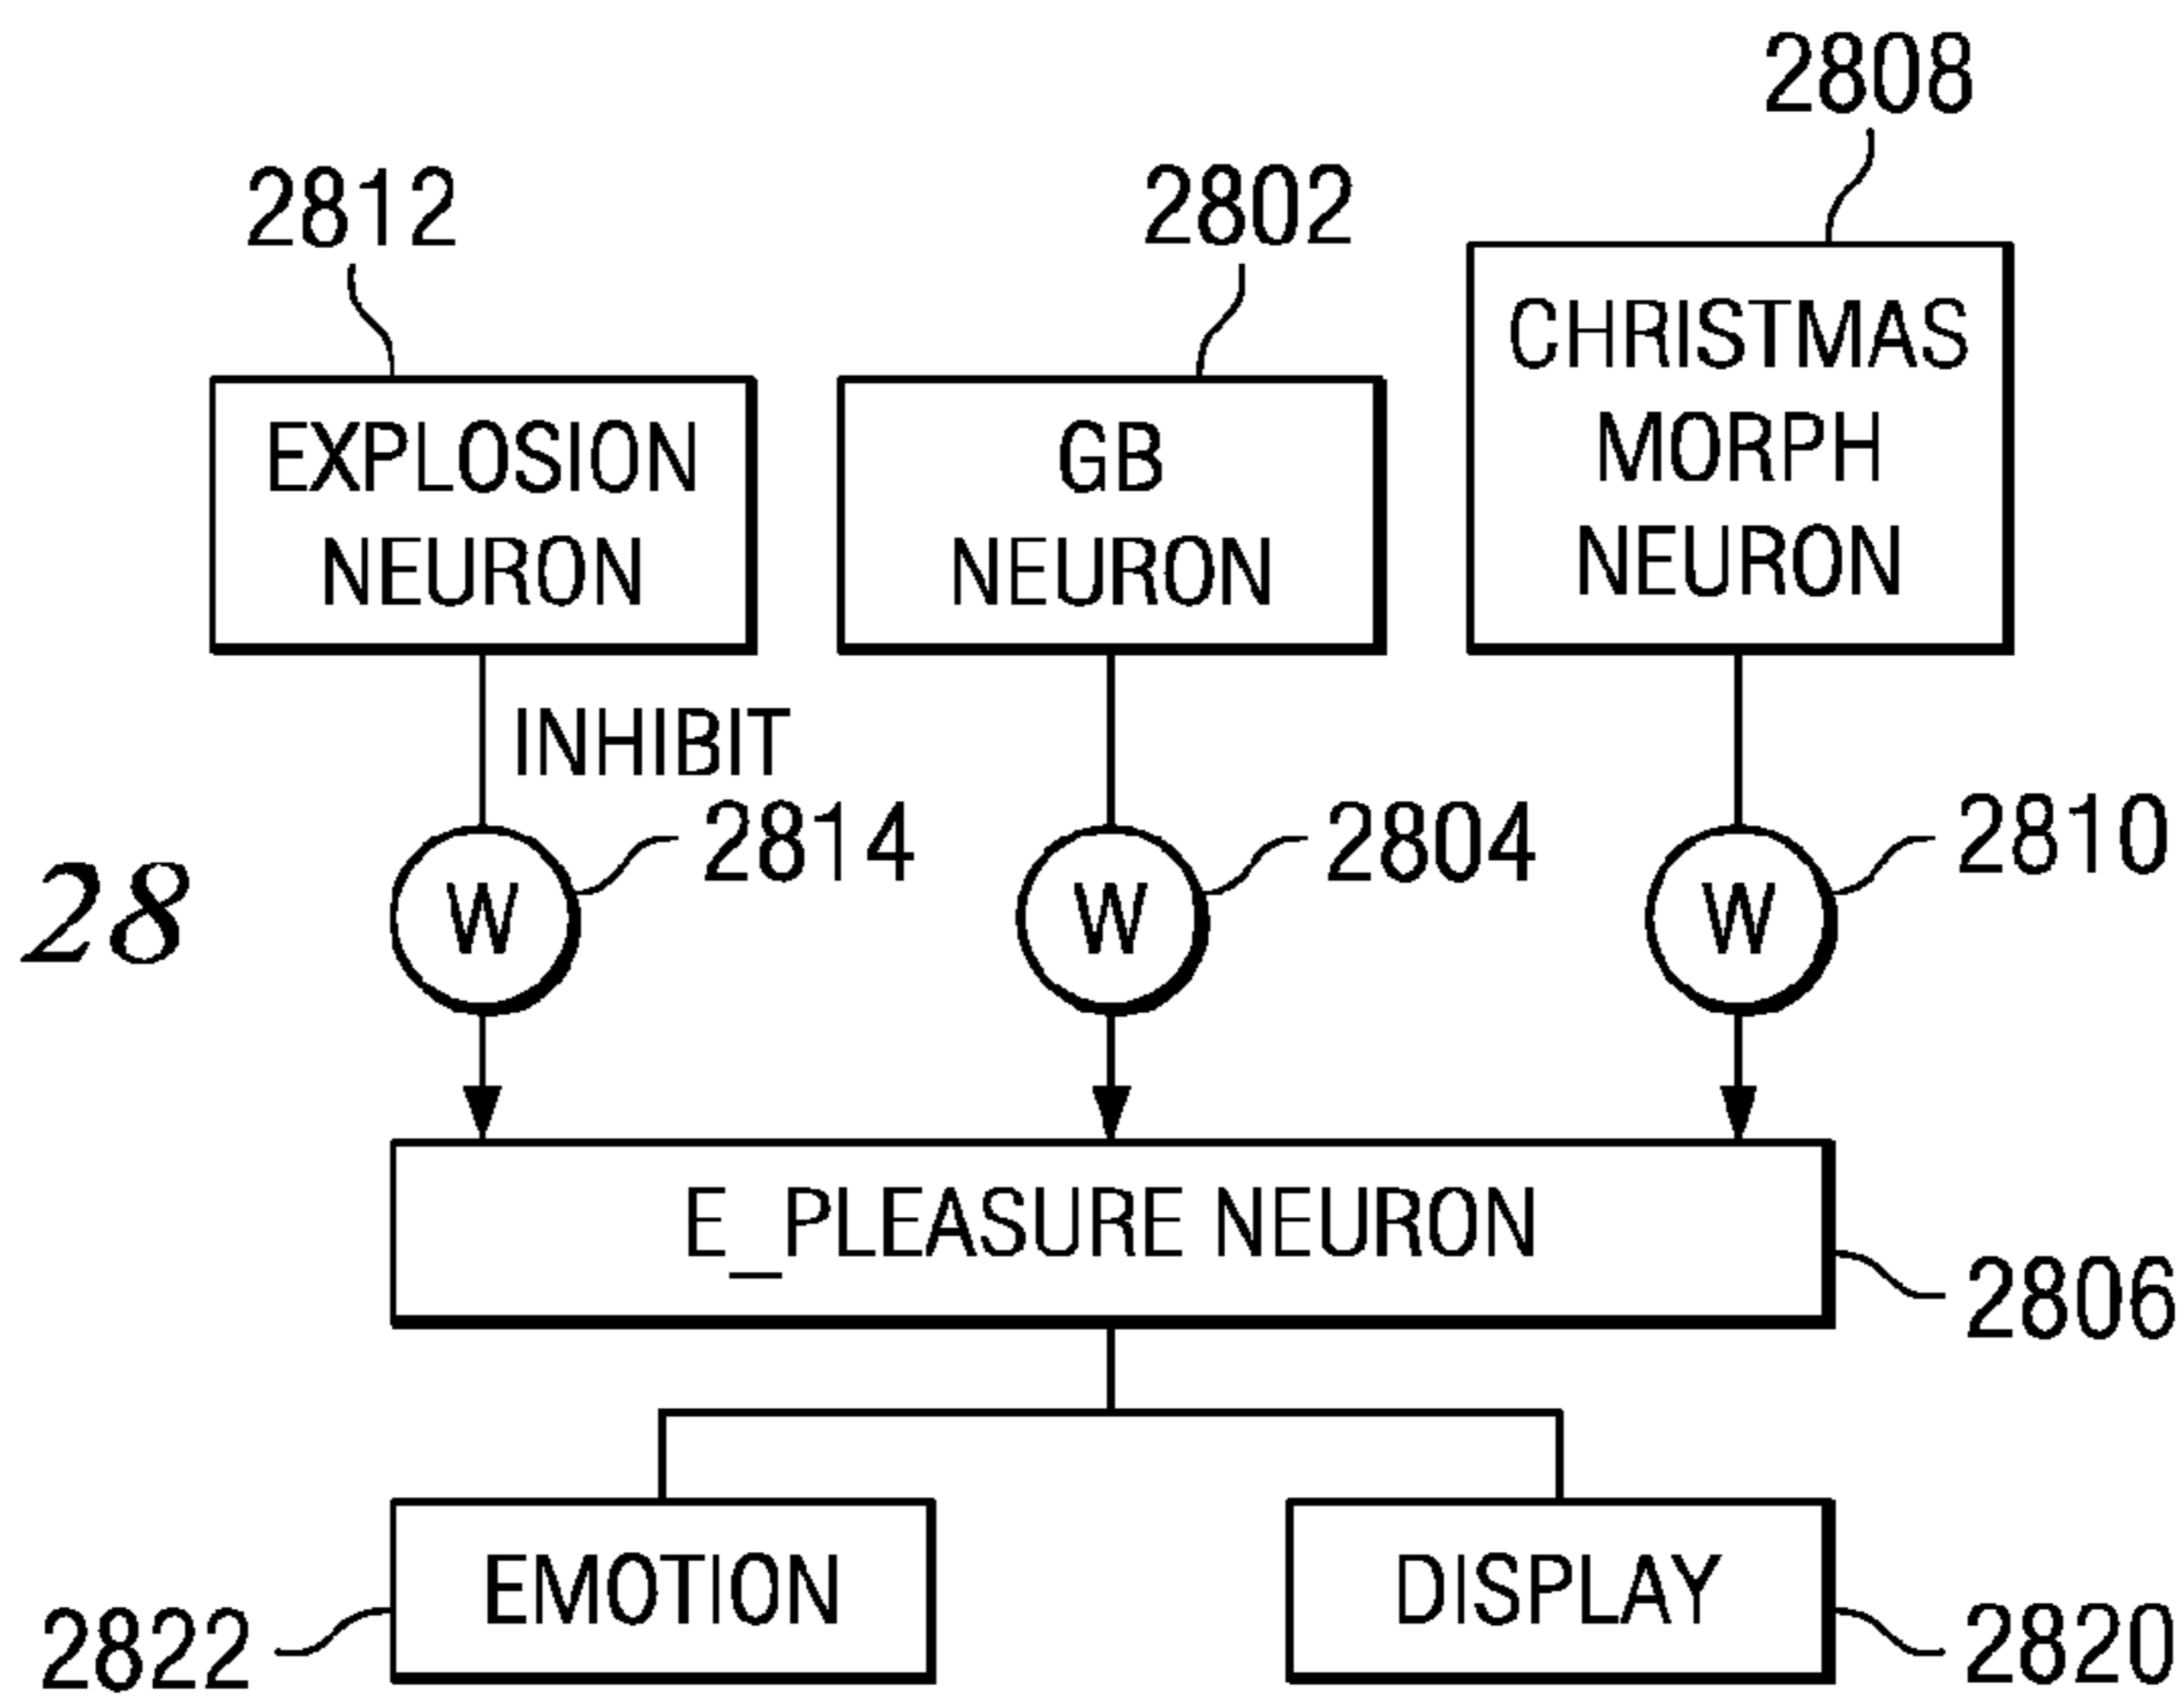 2808
2812
2802
CHRISTMAS
MORPH
NEURON
EXPLOSION
NEURON
GB
NEURON
INHIBIT
28
W
2814
W
2804
W
2810
E_PLEASURE NEURON
2806
EMOTION
DISPLAY
2822
2820